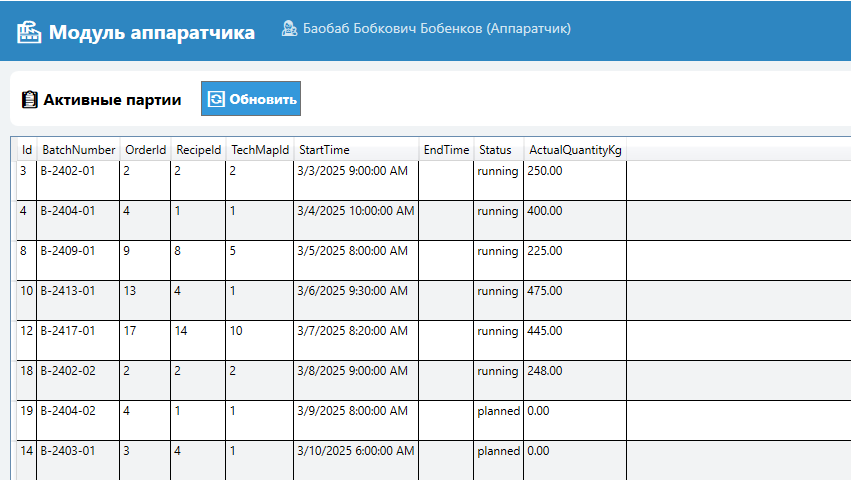 Модуль аппаратчика
Баобаб Бобкович Бобенков (Аппаратчик)
Активные партии
Обновить
Id BatchNumber OrderId RecipeId TechMapId StartTime EndTime Status ActualQuantityKg
3 B-2402-01 2 2 2 3/3/2025 9:00:00 AM running 250.00
4 B-2404-01 4 1 1 3/4/2025 10:00:00 AM running 400.00
8 B-2409-01 9 8 5 3/5/2025 8:00:00 AM running 225.00
10 B-2413-01 13 4 1 3/6/2025 9:30:00 AM running 475.00
12 B-2417-01 17 14 10 3/7/2025 8:20:00 AM running 445.00
18 B-2402-02 2 2 2 3/8/2025 9:00:00 AM running 248.00
19 B-2404-02 4 1 1 3/9/2025 8:00:00 AM planned 0.00
14 B-2403-01 3 4 1 3/10/2025 6:00:00 AM planned 0.00